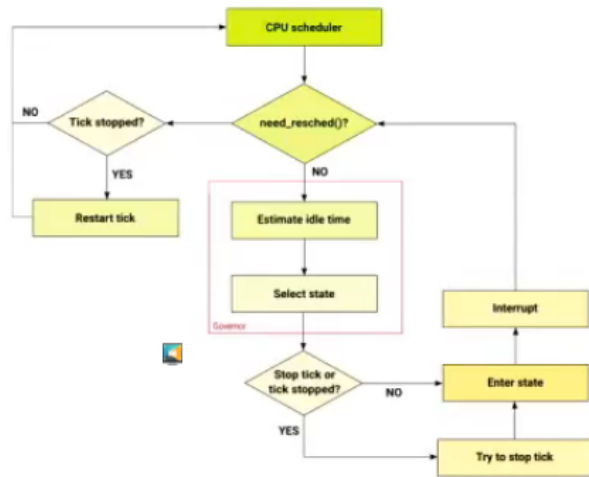 CPU scheduler
NO
Tick stopped?
need_resched()?
YES
NO
Restart tick
Estimate idle time
Select state
Governor
Interrupt
Stop tick or
tick stopped?
NO
Enter state
YES
Try to stop tick